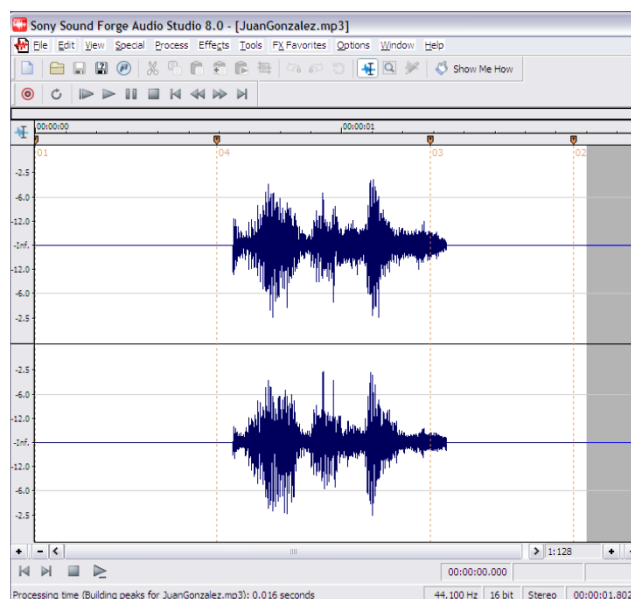 Sony Sound Forge Audio Studio 8.0 - [JuanGonzalez.mp3]
File Edit View Special Process Effects Tools FX Favorites Options Window Help
Show Me How
00:00:00 ,00:00:01
01 04 03 02
-2.5
-6.0
-12.0
-Inf.
-12.0
-6.0
-2.5
-2.5
-6.0
-12.0
-Inf.
-12.0
-6.0
-2.5
1:128
00:00:00.000
Processing time (Building peaks for JuanGonzalez.mp3): 0.016 seconds 44,100 Hz 16 bit Stereo 00:00:01.802